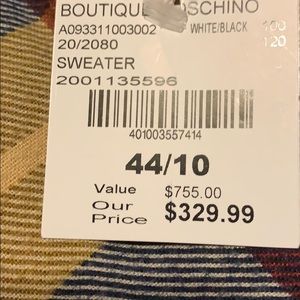 BOUTIQUE MOSCHINO
A093311003002 WHITE/BLACK 100
20/2080 120
SWEATER
2001135596
401003557414
44/10
Value $755.00
Our
Price $329.99